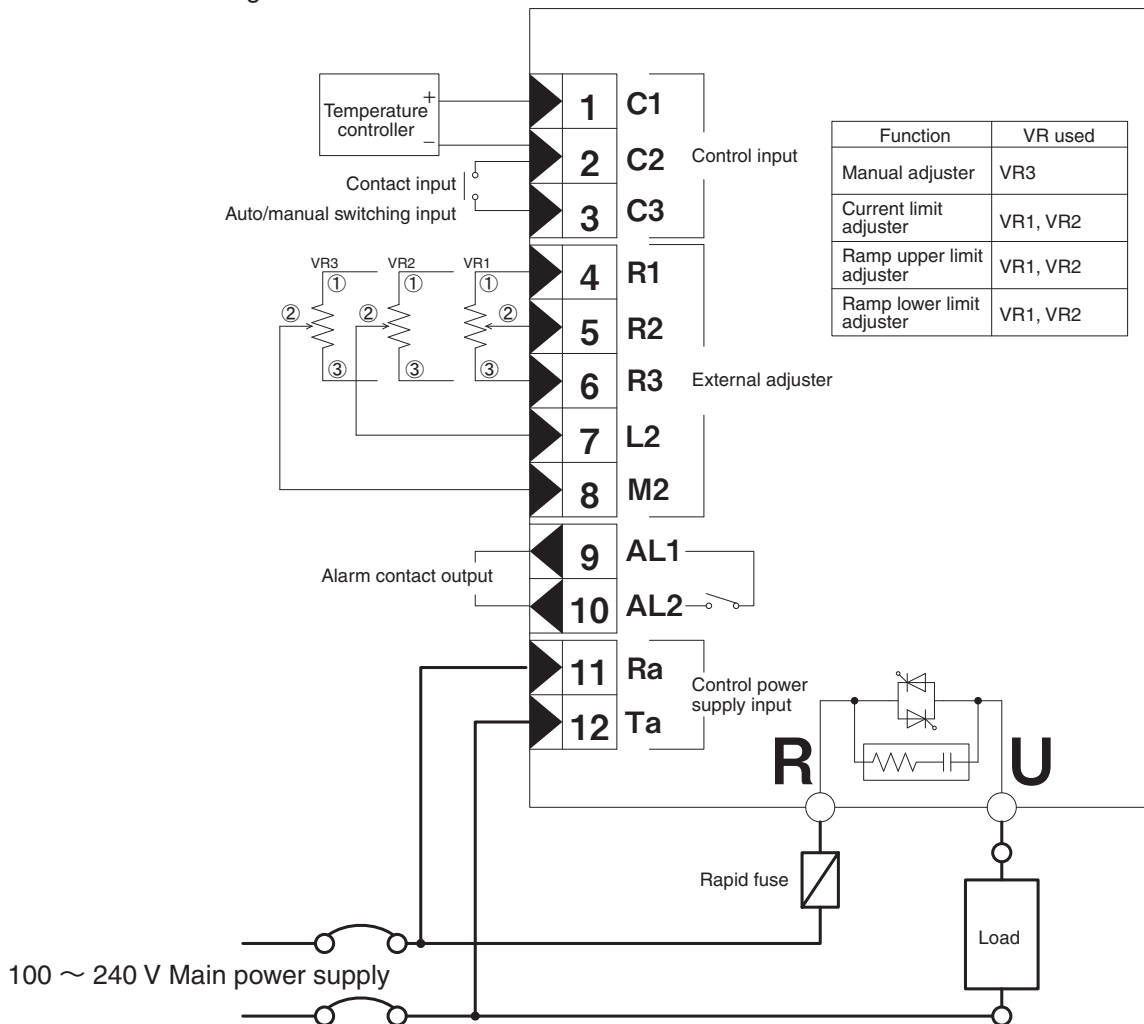 Temperature
controller
+
−
Contact input
Auto/manual switching input
1 C1
2 C2
3 C3
Control input
VR3 VR2 VR1
① ① ①
② ② ②
③ ③ ③
4 R1
5 R2
6 R3
7 L2
8 M2
External adjuster
Alarm contact output
9 AL1
10 AL2
11 Ra
12 Ta
Control power
supply input
Function VR used
Manual adjuster VR3
Current limit
adjuster VR1, VR2
Ramp upper limit
adjuster VR1, VR2
Ramp lower limit
adjuster VR1, VR2
R U
Rapid fuse
Load
100 ～ 240 V Main power supply